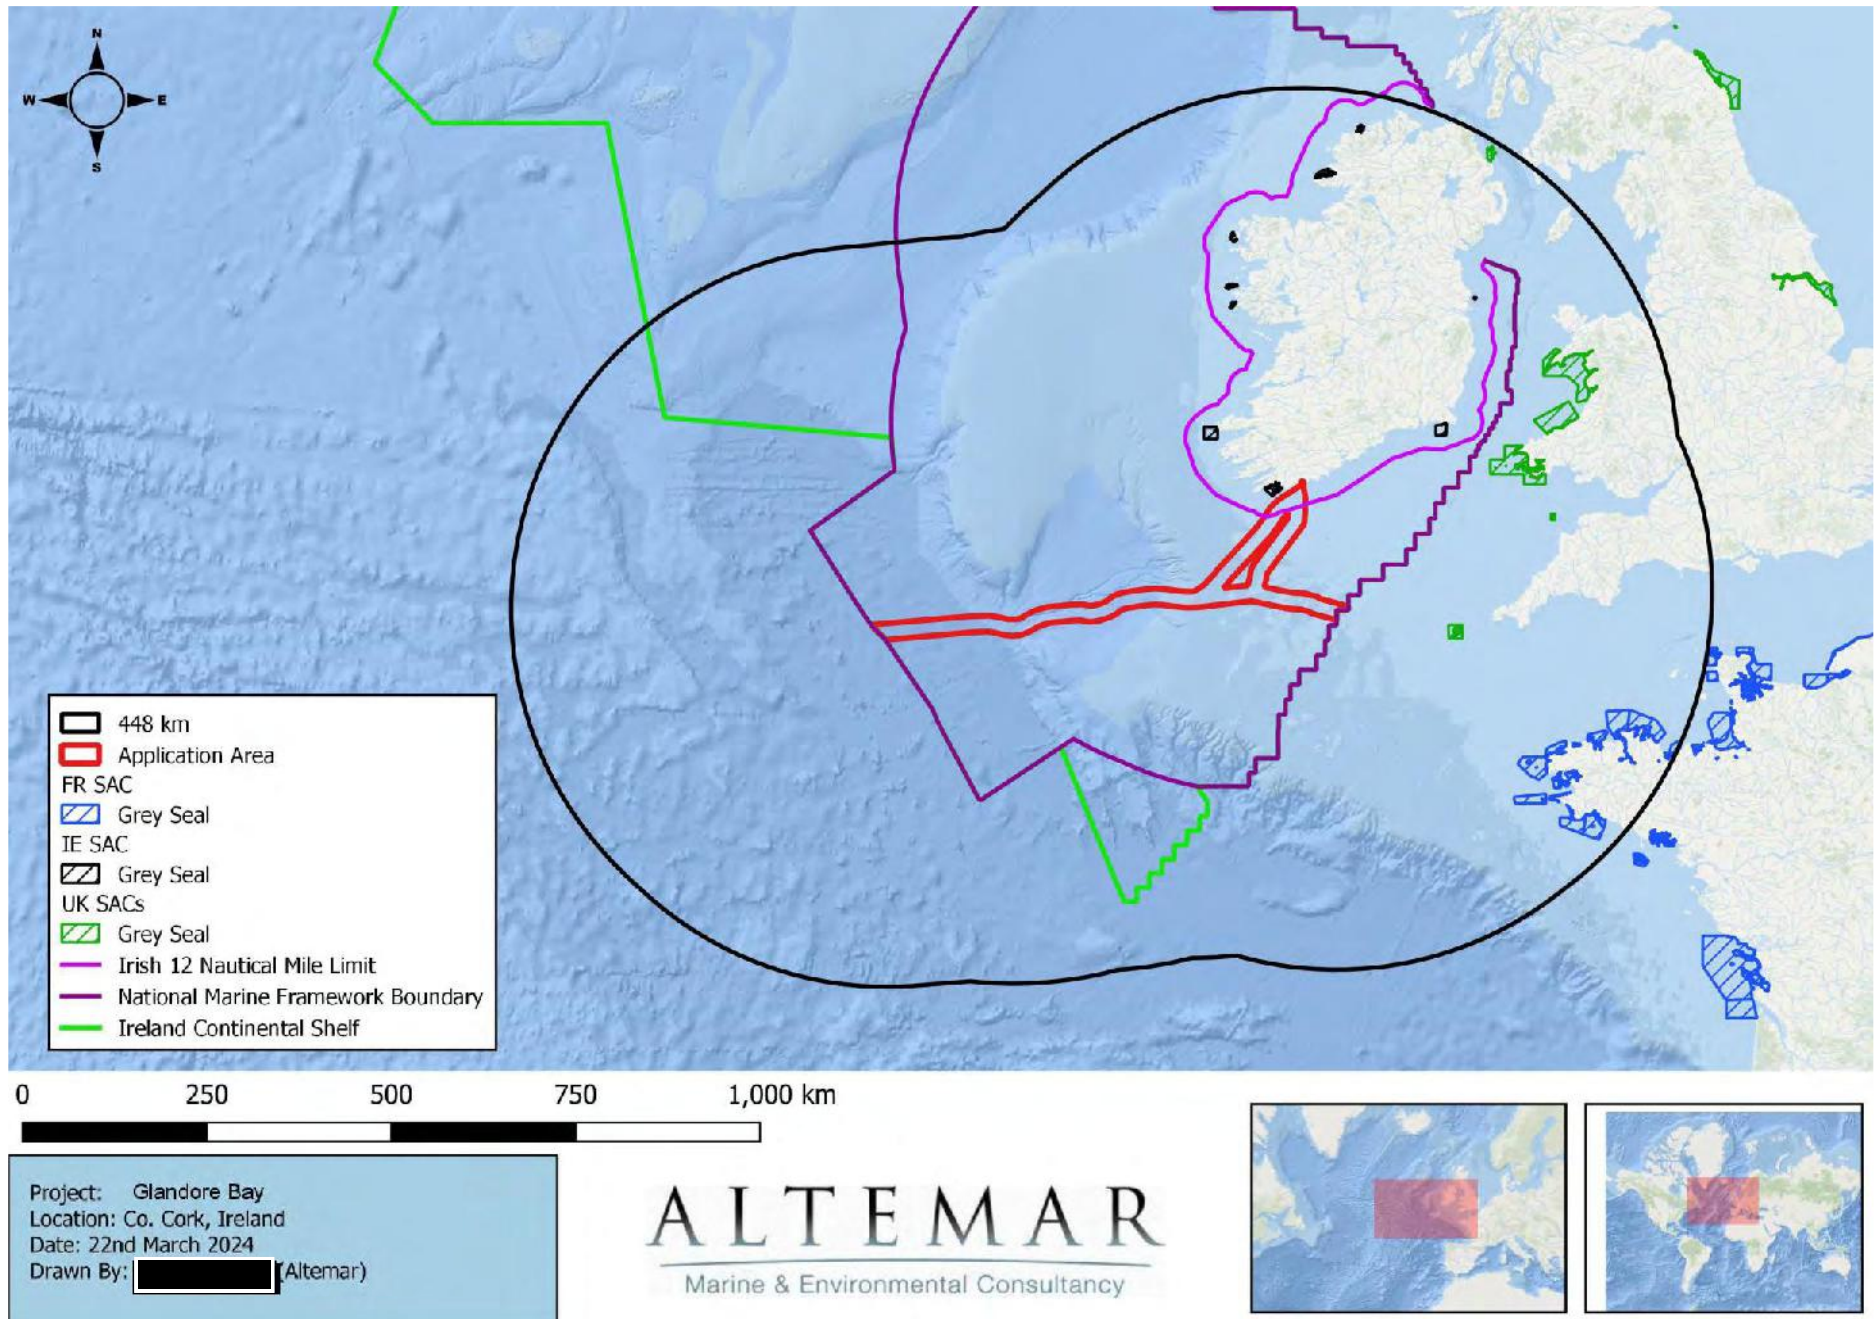 N
W E
S
448 km
Application Area
FR SAC
Grey Seal
IE SAC
Grey Seal
UK SACs
Grey Seal
Irish 12 Nautical Mile Limit
National Marine Framework Boundary
Ireland Continental Shelf
0 250 500 750 1,000 km
Project: Glandore Bay
Location: Co. Cork, Ireland
Date: 22nd March 2024
Drawn By: (Altemar)
ALTEMAR
Marine & Environmental Consultancy